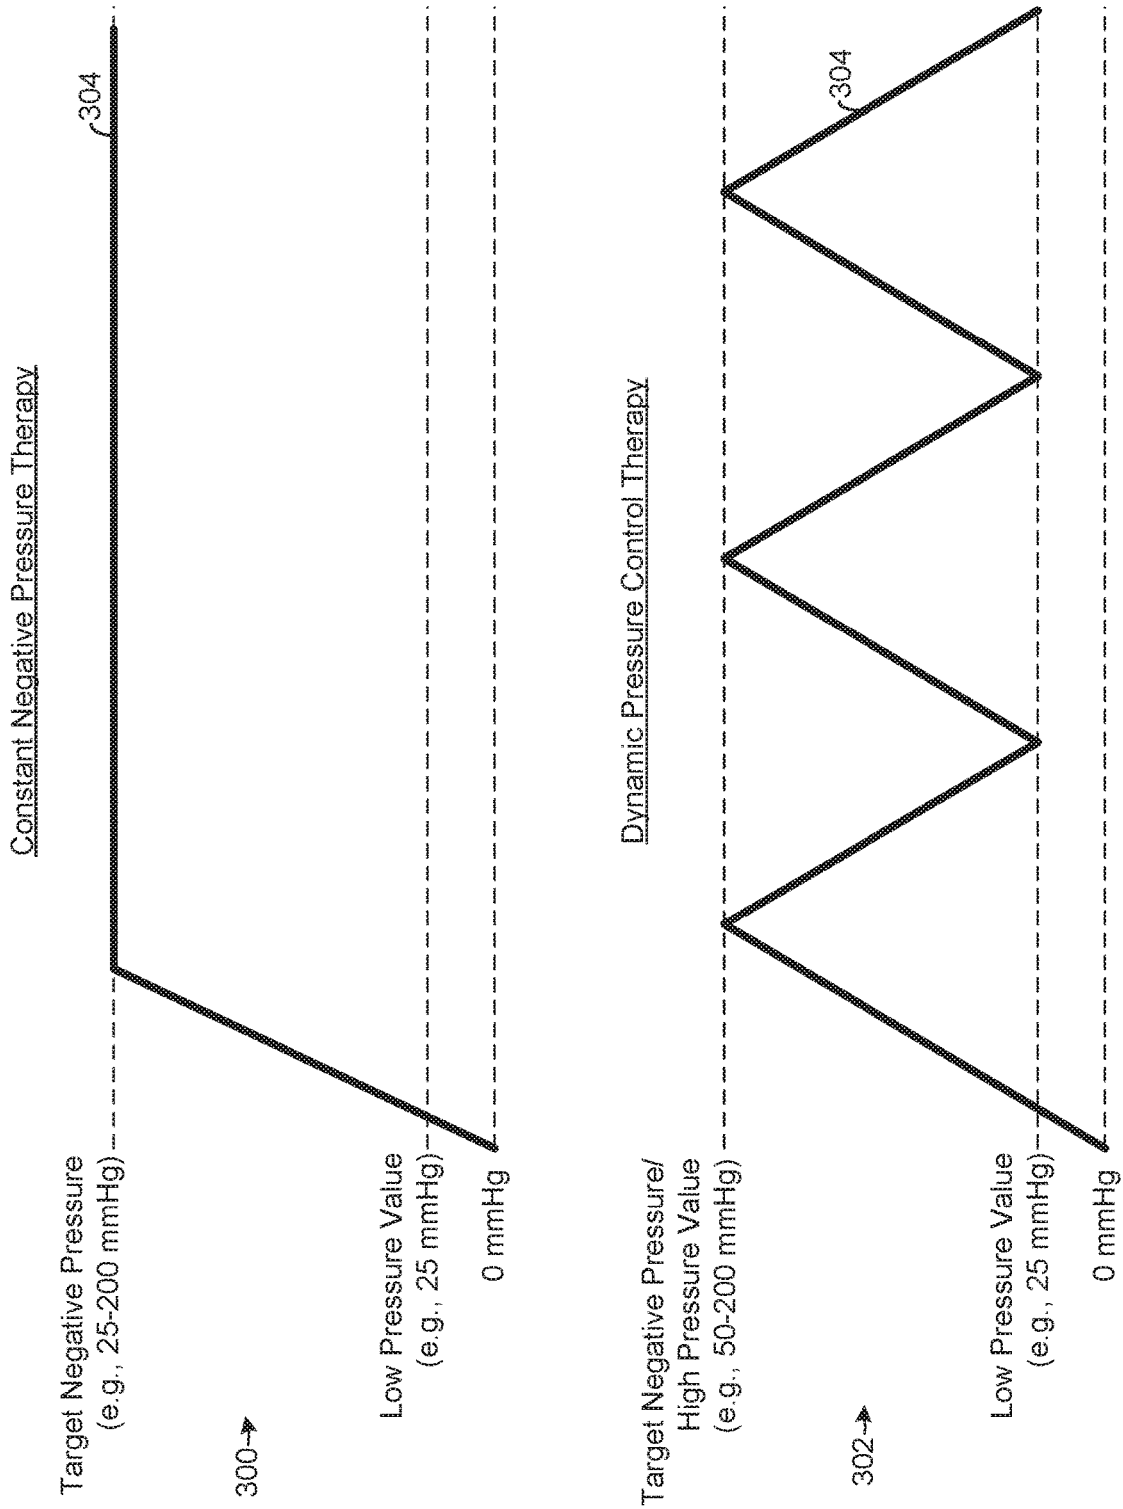 Constant Negative Pressure Therapy
Target Negative Pressure
(e.g., 25-200 mmHg)
304
300
Low Pressure Value
(e.g., 25 mmHg)
0 mmHg
Dynamic Pressure Control Therapy
Target Negative Pressure/
High Pressure Value
(e.g., 50-200 mmHg)
304
302
Low Pressure Value
(e.g., 25 mmHg)
0 mmHg